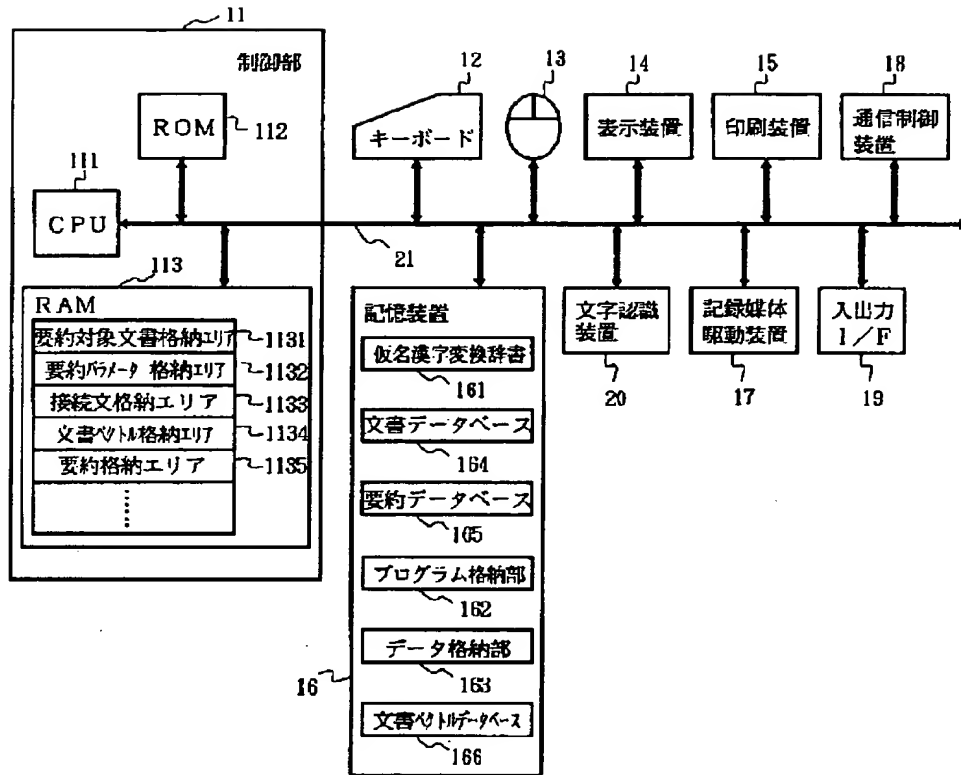 11
制御部
ROM
112
111
CPU
113
RAM
要約対象文書格納エリア
1131
要約パラメータ 格納エリア
1132
接続文格納エリア
1133
文書ベクトル格納エリア
1134
要約格納エリア
1135
12
キーボード
13
14
表示装置
15
印刷装置
18
通信制御
装置
21
記憶装置
仮名漢字変換辞書
161
文書データベース
164
要約データベース
165
プログラム格納部
162
データ格納部
163
文書ベクトルデータベース
166
16
文字認識
装置
20
記録媒体
駆動装置
17
入出力
I/F
19